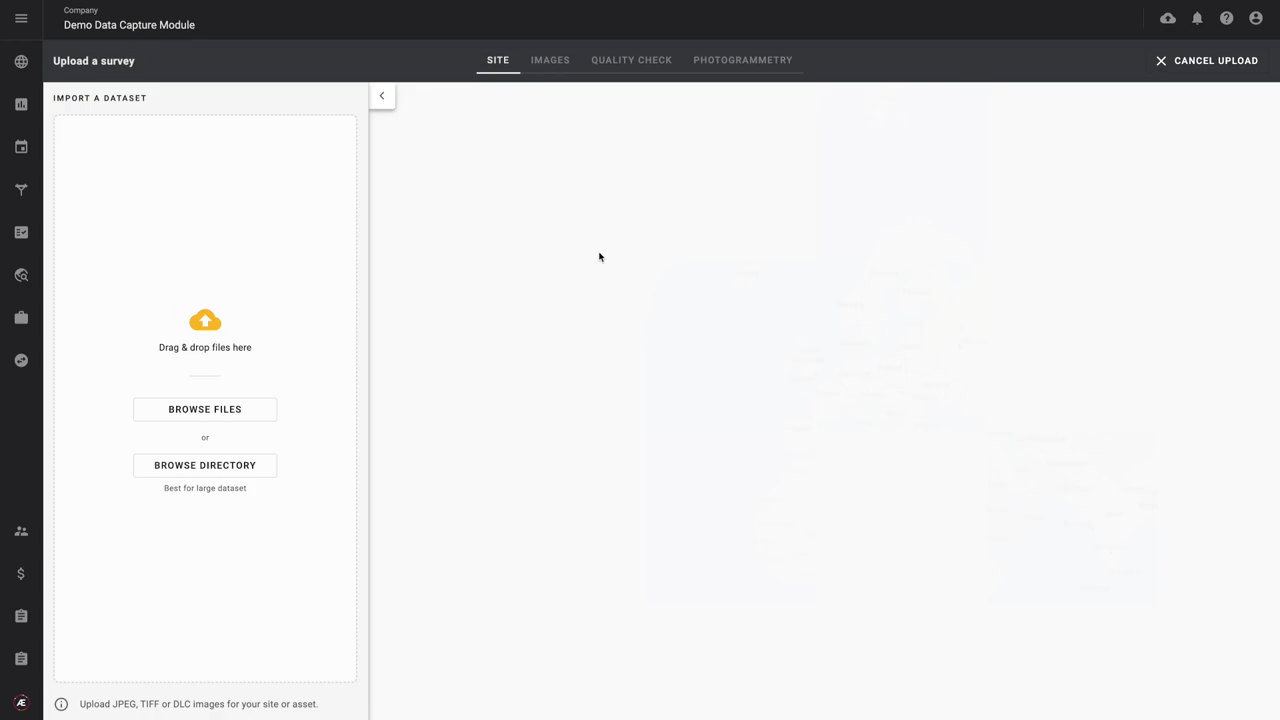 Company
Demo Data Capture Module
Upload a survey
SITE
IMAGES
QUALITY CHECK
PHOTOGRAMMETRY
CANCEL UPLOAD
IMPORT A DATASET
Drag & drop files here
BROWSE FILES
or
BROWSE DIRECTORY
Best for large dataset
Upload JPEG, TIFF or DLC images for your site or asset.
Æ